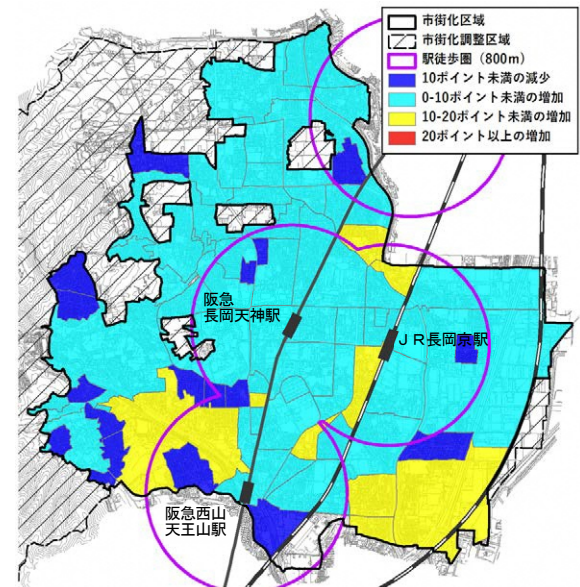 市街化区域
市街化調整区域
駅徒歩圏（800m）
10ポイント未満の減少
0-10ポイント未満の増加
10-20ポイント未満の増加
20ポイント以上の増加
阪急
長岡天神駅
ＪＲ長岡京駅
阪急西山
天王山駅